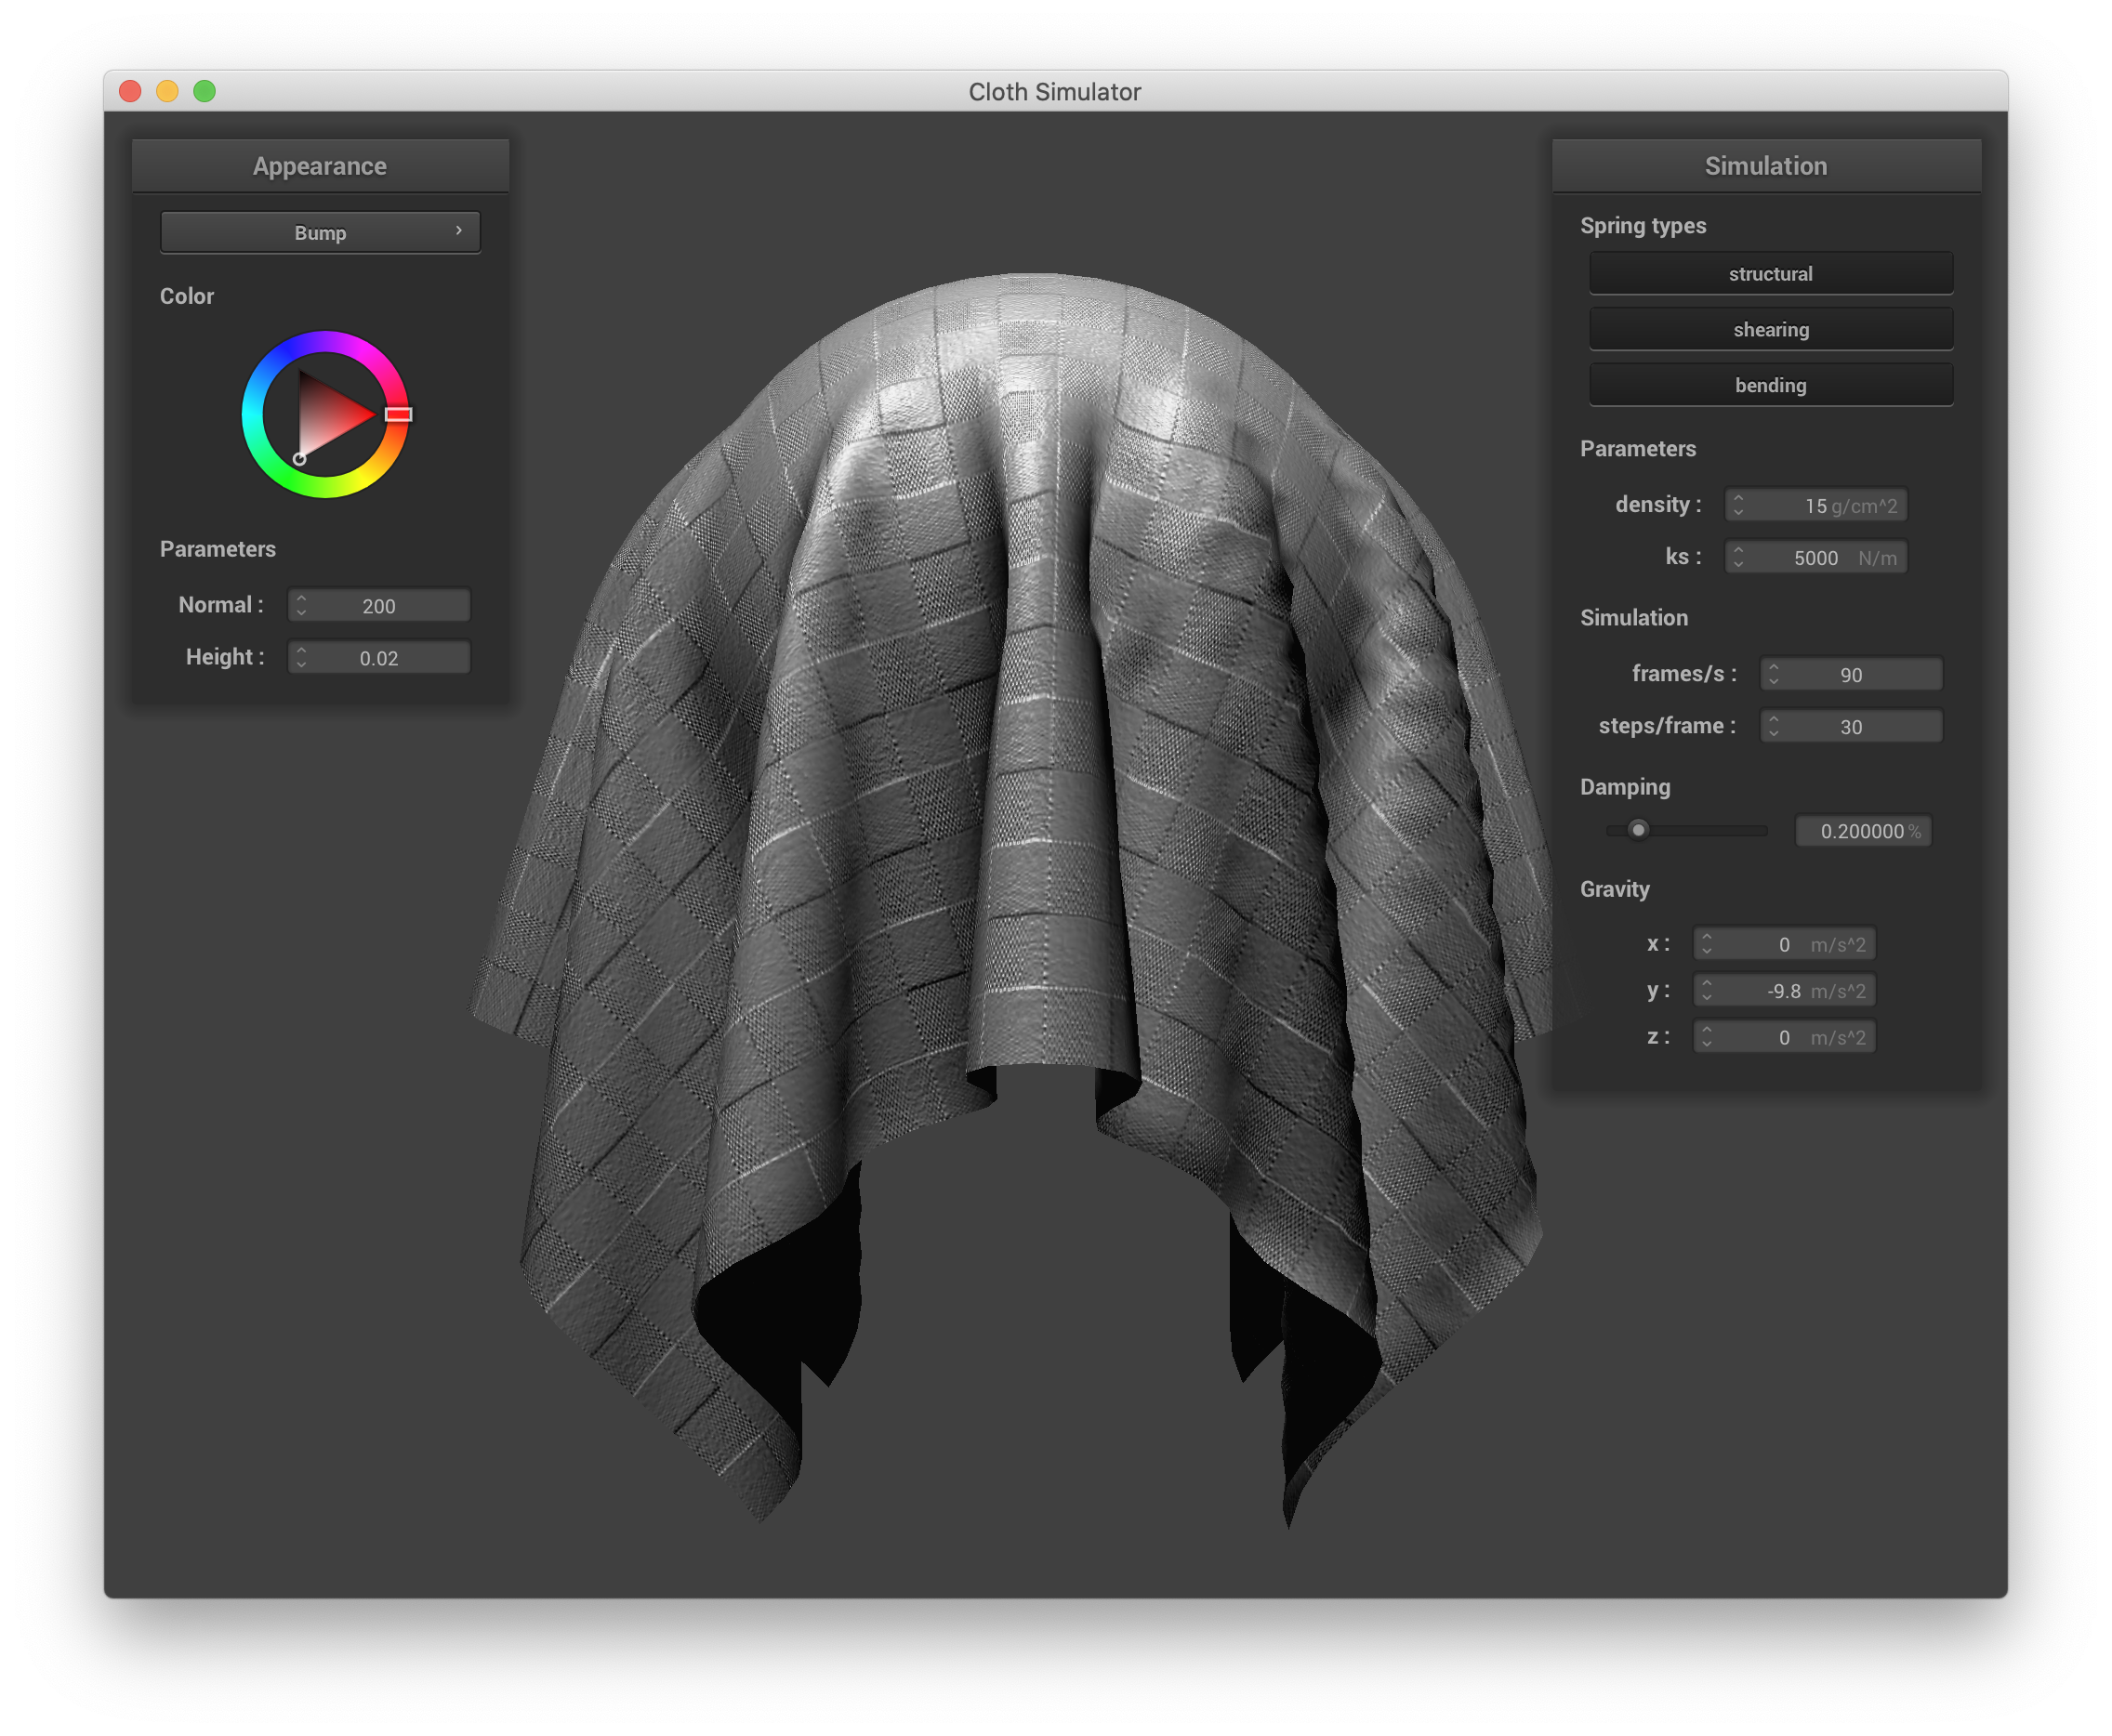 Cloth Simulator
Appearance
Bump
Color
Parameters
Normal : 200
Height : 0.02
Simulation
Spring types
structural
shearing
bending
Parameters
density : 15 g/cm^2
ks : 5000 N/m
Simulation
frames/s : 90
steps/frame : 30
Damping
0.200000 %
Gravity
x : 0 m/s^2
y : -9.8 m/s^2
z : 0 m/s^2